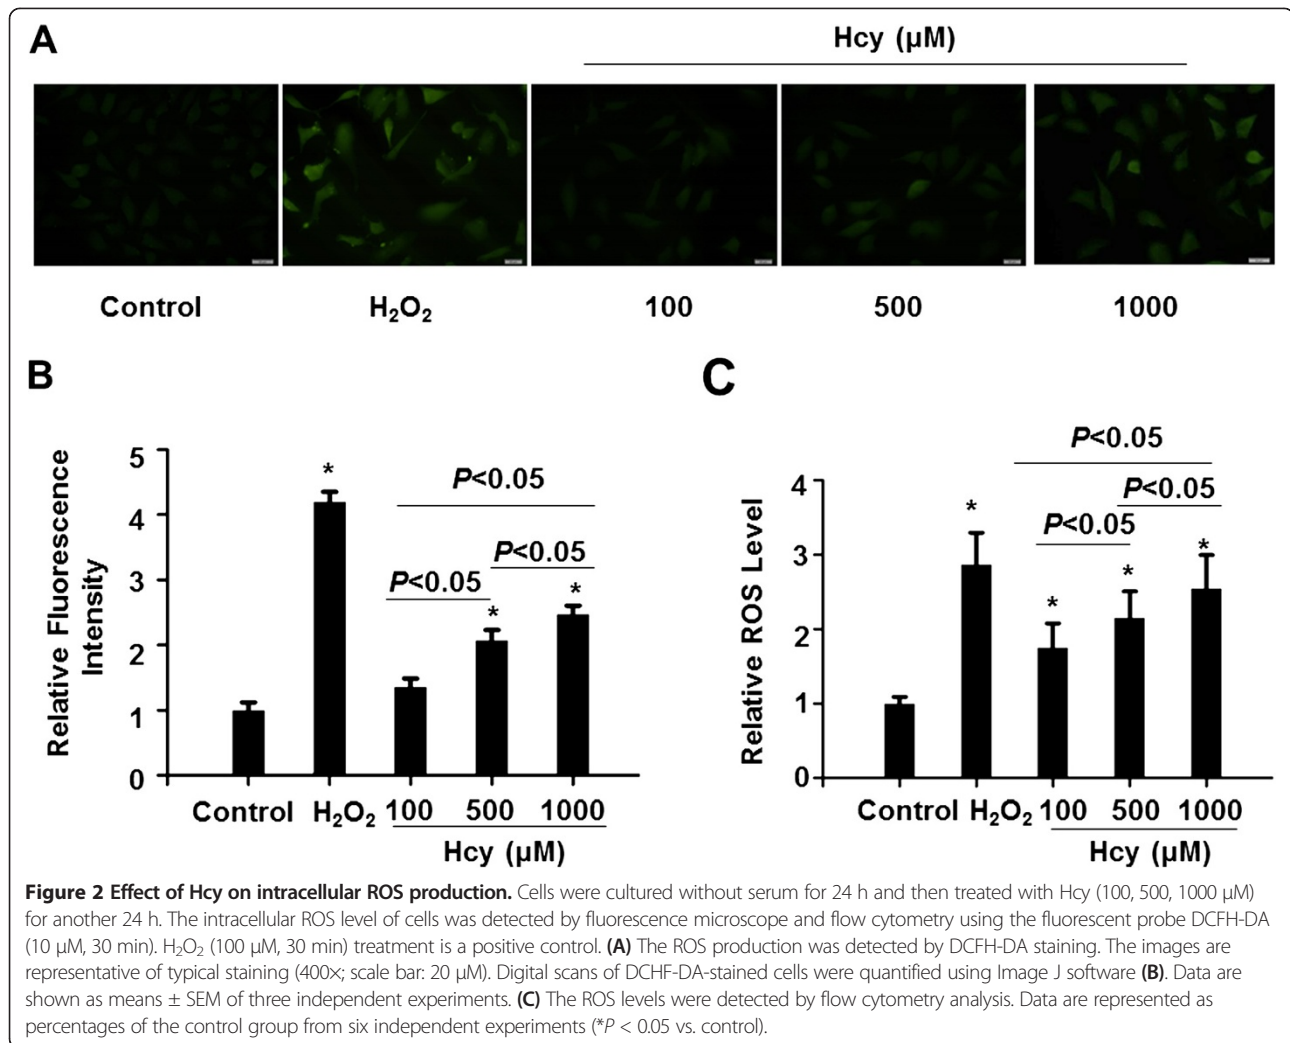 A
Hcy (µM)
Control H₂O₂ 100 500 1000
B
Relative Fluorescence
Intensity
5
4
3
2
1
0
*
P<0.05
P<0.05
P<0.05
*
*
Control H₂O₂ 100 500 1000
Hcy (µM)
C
Relative ROS Level
4
3
2
1
0
P<0.05
P<0.05
P<0.05
*
*
*
*
Control H₂O₂ 100 500 1000
Hcy (µM)
Figure 2 Effect of Hcy on intracellular ROS production. Cells were cultured without serum for 24 h and then treated with Hcy (100, 500, 1000 µM)
for another 24 h. The intracellular ROS level of cells was detected by fluorescence microscope and flow cytometry using the fluorescent probe DCFH-DA
(10 µM, 30 min). H₂O₂ (100 µM, 30 min) treatment is a positive control. (A) The ROS production was detected by DCFH-DA staining. The images are
representative of typical staining (400×; scale bar: 20 µM). Digital scans of DCHF-DA-stained cells were quantified using Image J software (B). Data are
shown as means ± SEM of three independent experiments. (C) The ROS levels were detected by flow cytometry analysis. Data are represented as
percentages of the control group from six independent experiments (*P < 0.05 vs. control).